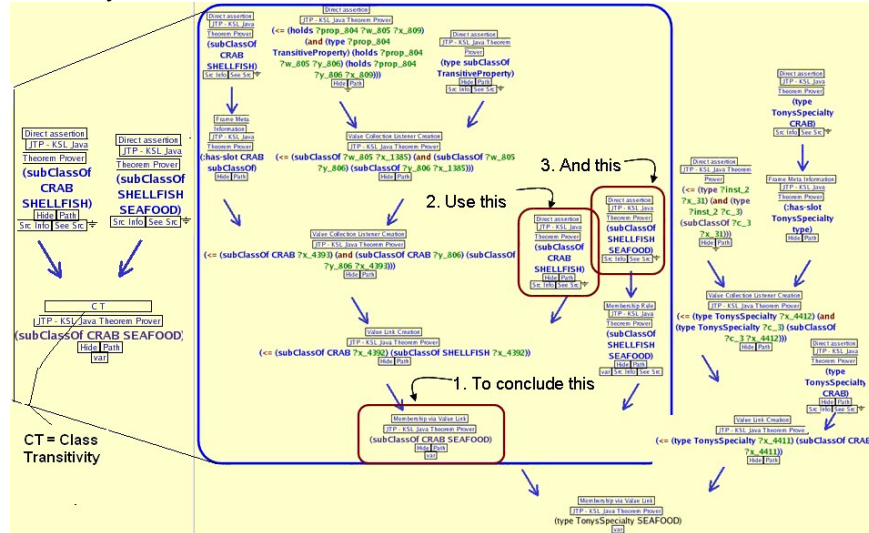 Direct assertion
JTP - KSL Java
Theorem Prover
(subClassOf
CRAB
SHELLFISH)
Hide Path
Src Info See Src
Direct assertion
JTP - KSL Java
Theorem Prover
(subClassOf
SHELLFISH
SEAFOOD)
Hide Path
Src Info See Src
CT
JTP - KSL Java Theorem Prover
(subClassOf CRAB SEAFOOD)
Hide Path
var
CT = Class
Transitivity
Direct assertion
JTP - KSL Java
Theorem Prover
(subClassOf
CRAB
SHELLFISH)
Src Info See Src
Direct assertion
JTP - KSL Java Theorem Prover
(<= (holds ?prop_804 ?w_805 ?x_809)
(and (type ?prop_804
TransitiveProperty) (holds ?prop_804
?w_805 ?y_806) (holds ?prop_804
?y_806 ?x_809)))
Hide Path
Direct assertion
JTP - KSL Java Theorem
Prover
(type subClassOf
TransitiveProperty)
Hide Path
Src Info See Src
Frame Meta
Information
JTP - KSL Java
Theorem Prover
(:has-slot CRAB
subClassOf)
Hide Path
Value Collection Listener Creation
JTP - KSL Java Theorem Prover
(<= (subClassOf ?w_805 ?x_1385) (and (subClassOf ?w_805
?y_806) (subClassOf ?y_806 ?x_1385)))
Hide Path
Value Collection Listener Creation
JTP - KSL Java Theorem Prover
(<= (subClassOf CRAB ?x_4393) (and (subClassOf CRAB ?y_806) (subClassOf
?y_806 ?x_4393)))
Hide Path
2. Use this
Direct assertion
JTP - KSL Java
Theorem Prover
(subClassOf
CRAB
SHELLFISH)
Hide Path
Src Info See Src
3. And this
Direct assertion
JTP - KSL Java
Theorem Prover
(subClassOf
SHELLFISH
SEAFOOD)
Hide Path
Src Info See Src
Membership Rule
JTP - KSL Java
Theorem Prover
(subClassOf
SHELLFISH
SEAFOOD)
Hide Path
var Src Info See Src
Value Link Creation
JTP - KSL Java Theorem Prover
(<= (subClassOf CRAB ?x_4392) (subClassOf SHELLFISH ?x_4392))
Hide Path
1. To conclude this
Membership via Value Link
JTP - KSL Java Theorem Prover
(subClassOf CRAB SEAFOOD)
Hide Path
var
Direct assertion
JTP - KSL Java Theorem
Prover
(<= (type ?inst_2
?x_31) (and (type
?inst_2 ?c_3)
(subClassOf ?c_3
?x_31)))
Hide Path
Direct assertion
JTP - KSL Java
Theorem Prover
(type
TonysSpecialty
CRAB)
Src Info See Src
Frame Meta Information
JTP - KSL Java
Theorem Prover
(:has-slot
TonysSpecialty
type)
Hide Path
Value Collection Listener Creation
JTP - KSL Java Theorem Prover
(<= (type TonysSpecialty ?x_4412) (and
(type TonysSpecialty ?c_3) (subClassOf
?c_3 ?x_4412)))
Hide Path
Direct assertion
JTP - KSL Java
Theorem Prover
(type
TonysSpecialty
CRAB)
Hide Path
Src Info See Src
Value Link Creation
JTP - KSL Java Theorem Prove
(<= (type TonysSpecialty ?x_4411) (subClassOf CRAB
?x_4411))
Hide Path
Membership via Value Link
JTP - KSL Java Theorem Prover
(type TonysSpecialty SEAFOOD)
var